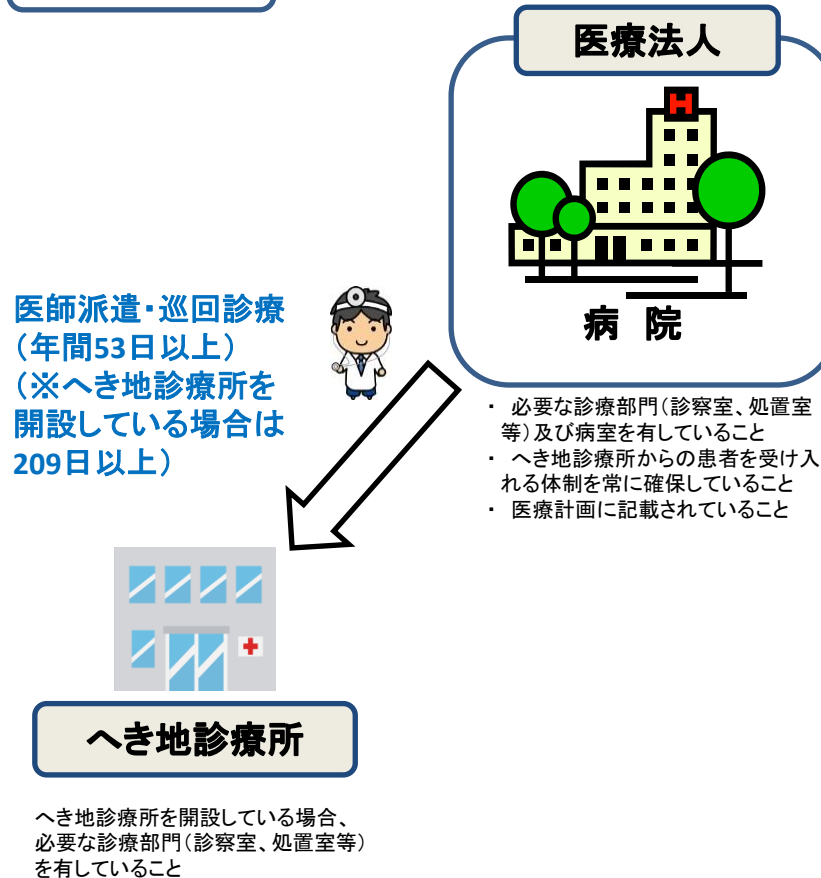 医療法人
H
病 院
医師派遣・巡回診療
（年間53日以上）
（※へき地診療所を
開設している場合は
209日以上）
・ 必要な診療部門（診察室、処置室
等）及び病室を有していること
・ へき地診療所からの患者を受け入
れる体制を常に確保していること
・ 医療計画に記載されていること
へき地診療所
へき地診療所を開設している場合、
必要な診療部門（診察室、処置室等）
を有していること